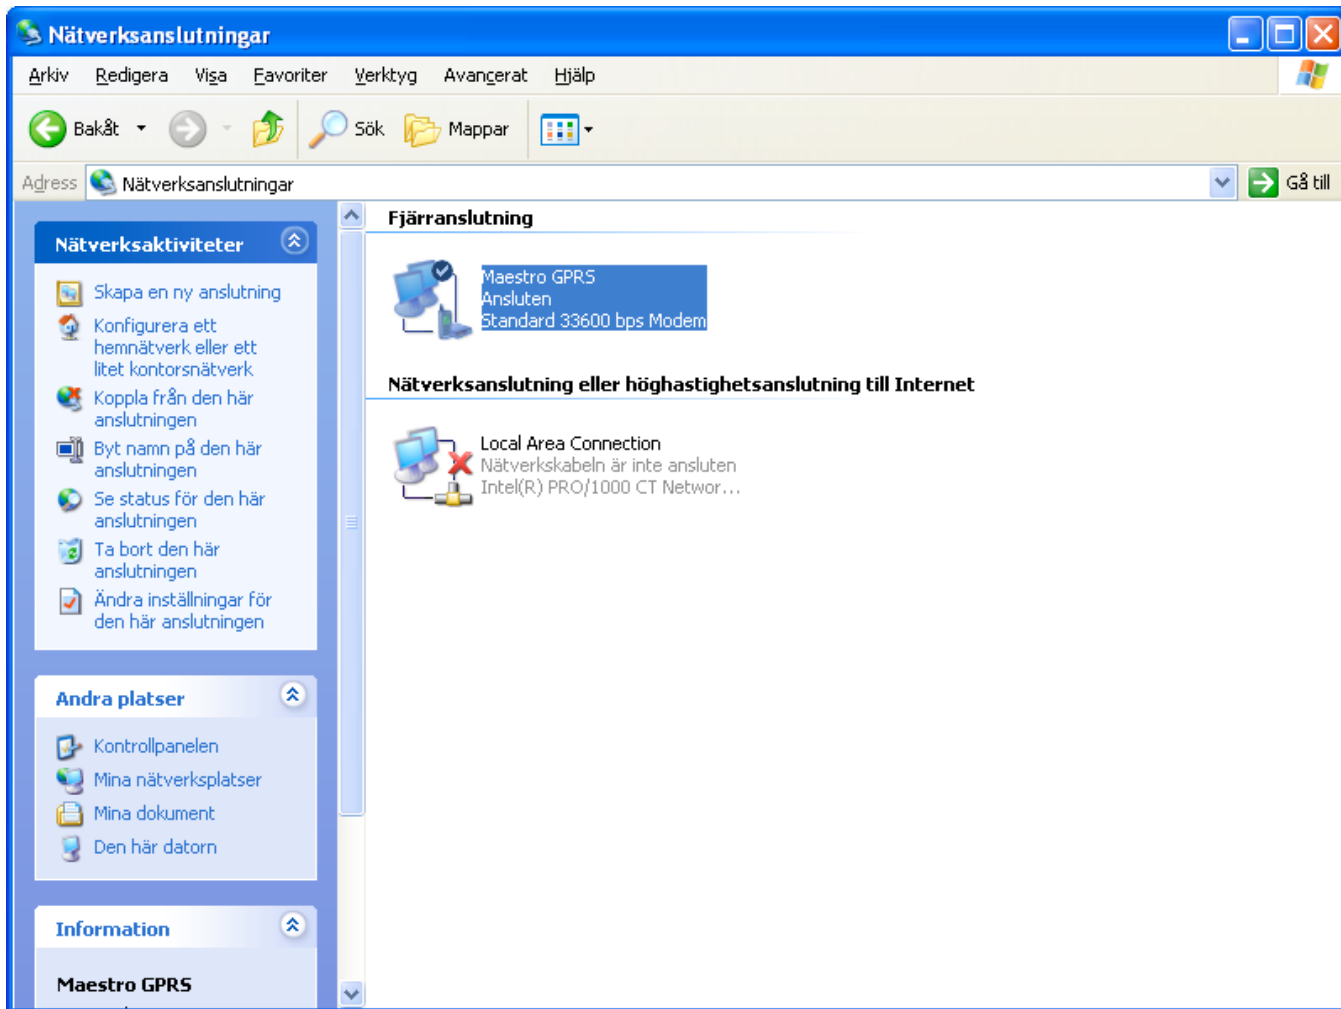 Nätverksanslutningar
Arkiv Redigera Visa Favoriter Verktyg Avancerat Hjälp
Bakåt Sök Mappar
Adress Nätverksanslutningar Gå till
Nätverksaktiviteter
Skapa en ny anslutning
Konfigurera ett
hemnätverk eller ett
litet kontorsnätverk
Koppla från den här
anslutningen
Byt namn på den här
anslutningen
Se status för den här
anslutningen
Ta bort den här
anslutningen
Ändra inställningar för
den här anslutningen
Andra platser
Kontrollpanelen
Mina nätverksplatser
Mina dokument
Den här datorn
Information
Maestro GPRS
Fjärranslutning
Maestro GPRS
Ansluten
Standard 33600 bps Modem
Nätverksanslutning eller höghastighetsanslutning till Internet
Local Area Connection
Nätverkskabeln är inte ansluten
Intel(R) PRO/1000 CT Networ...